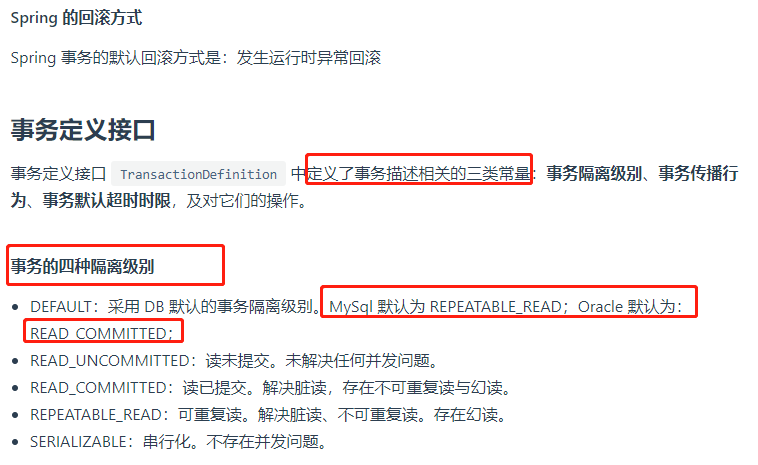 Spring 的回滚方式
Spring 事务的默认回滚方式是：发生运行时异常回滚
事务定义接口
事务定义接口 TransactionDefinition 中定义了事务描述相关的三类常量：事务隔离级别、事务传播行
为、事务默认超时时限，及对它们的操作。
事务的四种隔离级别
• DEFAULT：采用 DB 默认的事务隔离级别。MySql 默认为 REPEATABLE_READ；Oracle 默认为：
READ_COMMITTED；
• READ_UNCOMMITTED：读未提交。未解决任何并发问题。
• READ_COMMITTED：读已提交。解决脏读，存在不可重复读与幻读。
• REPEATABLE_READ：可重复读。解决脏读、不可重复读。存在幻读。
• SERIALIZABLE：串行化。不存在并发问题。